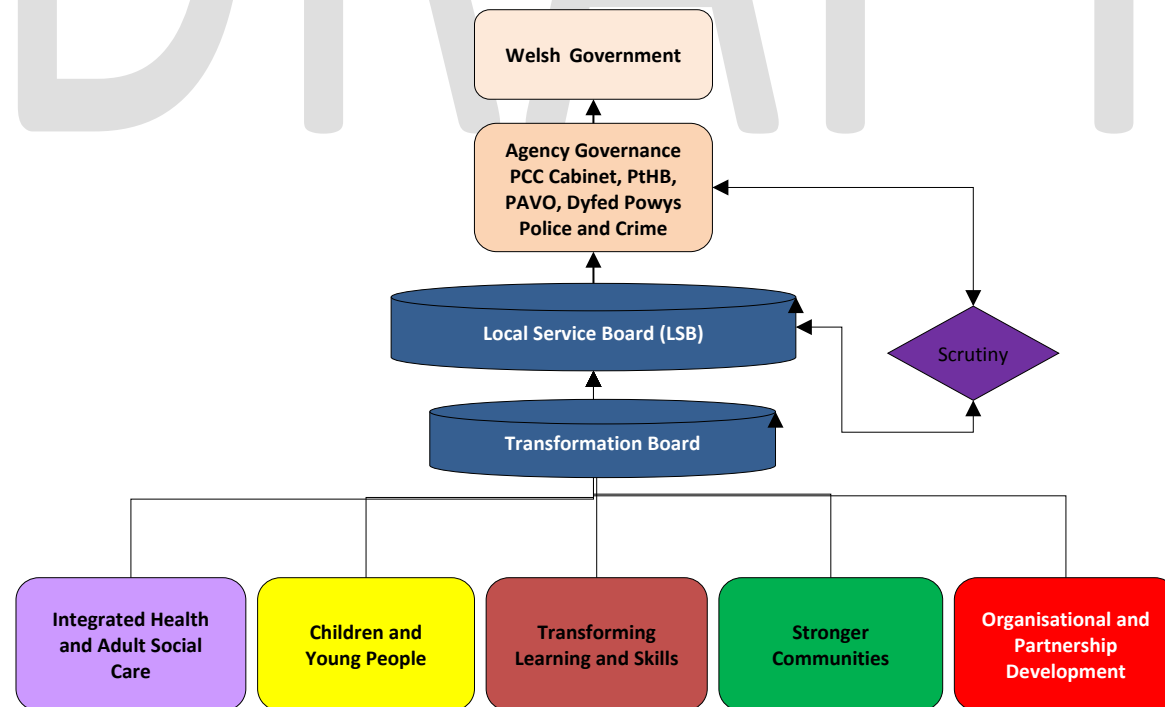 DRAFT
Welsh Government
Agency Governance
PCC Cabinet, PtHB,
PAVO, Dyfed Powys
Police and Crime
Local Service Board (LSB)
Scrutiny
Transformation Board
Integrated Health
and Adult Social
Care
Children and
Young People
Transforming
Learning and Skills
Stronger
Communities
Organisational and
Partnership
Development